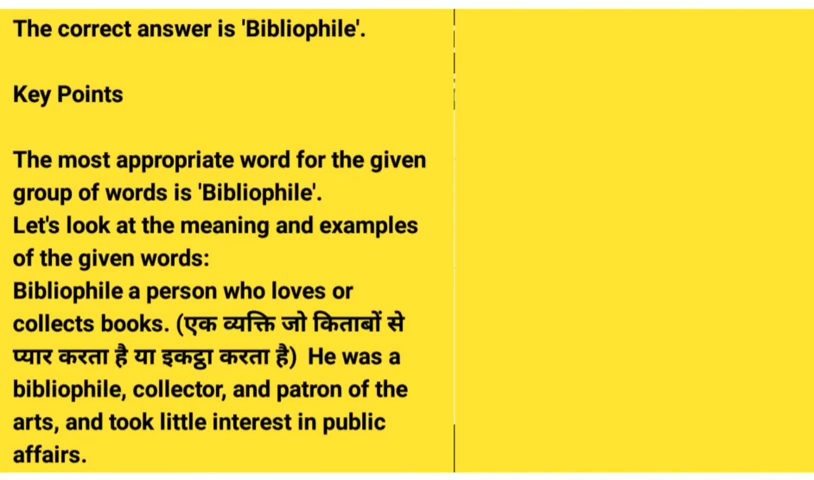 The correct answer is 'Bibliophile'.
Key Points
The most appropriate word for the given
group of words is 'Bibliophile'.
Let's look at the meaning and examples
of the given words:
Bibliophile a person who loves or
collects books. (एक व्यक्ति जो किताबों से
प्यार करता है या इकट्ठा करता है) He was a
bibliophile, collector, and patron of the
arts, and took little interest in public
affairs.